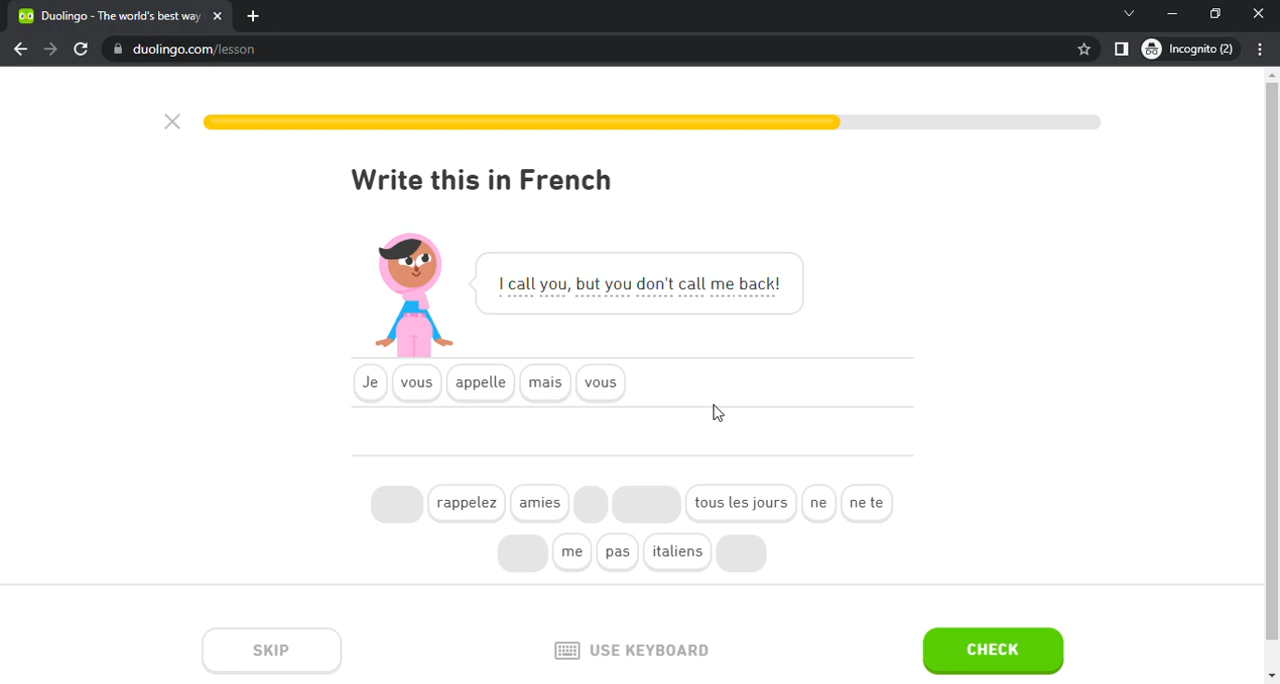 Duolingo - The world's best way
duolingo.com/lesson
Incognito (2)
Write this in French
I call you, but you don't call me back!
Je vous appelle mais vous
rappelez amies tous les jours ne ne te
me pas italiens
SKIP USE KEYBOARD CHECK